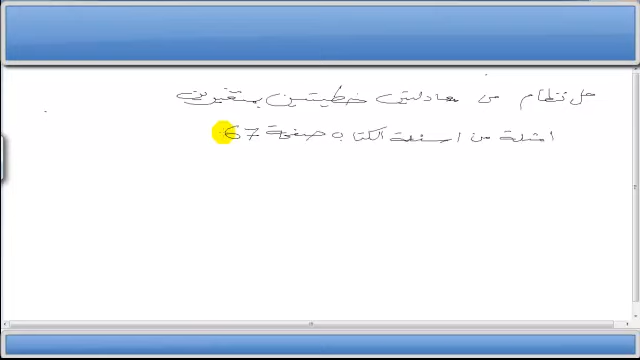 حل نظام من معادلتين خطيتين بمتغيرين
امثلة من اسئلة الكتاب صفحة 67